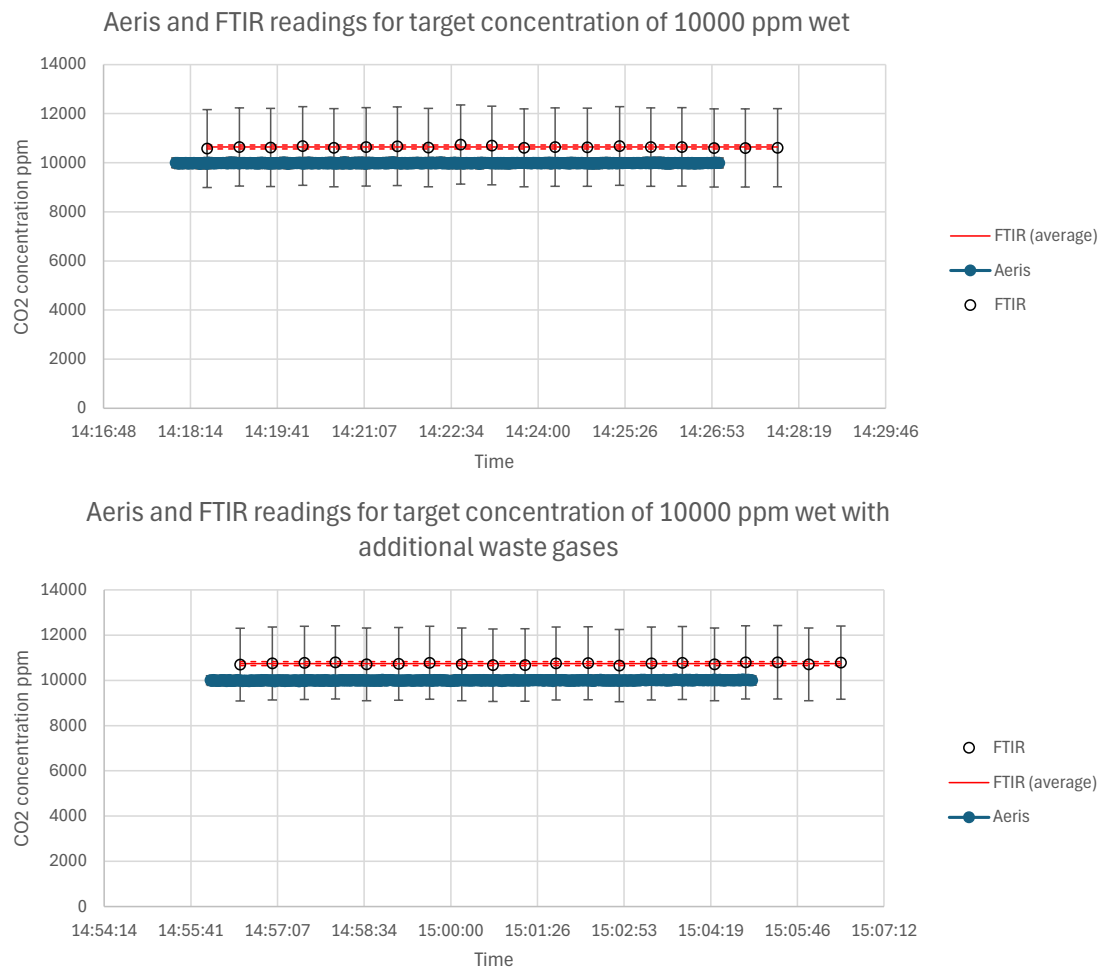 Aeris and FTIR readings for target concentration of 10000 ppm wet
14000
12000
10000
8000
6000
4000
2000
0
CO2 concentration ppm
14:16:48 14:18:14 14:19:41 14:21:07 14:22:34 14:24:00 14:25:26 14:26:53 14:28:19 14:29:46
Time
FTIR (average)
Aeris
FTIR
Aeris and FTIR readings for target concentration of 10000 ppm wet with
additional waste gases
14000
12000
10000
8000
6000
4000
2000
0
CO2 concentration ppm
14:54:14 14:55:41 14:57:07 14:58:34 15:00:00 15:01:26 15:02:53 15:04:19 15:05:46 15:07:12
Time
FTIR
FTIR (average)
Aeris